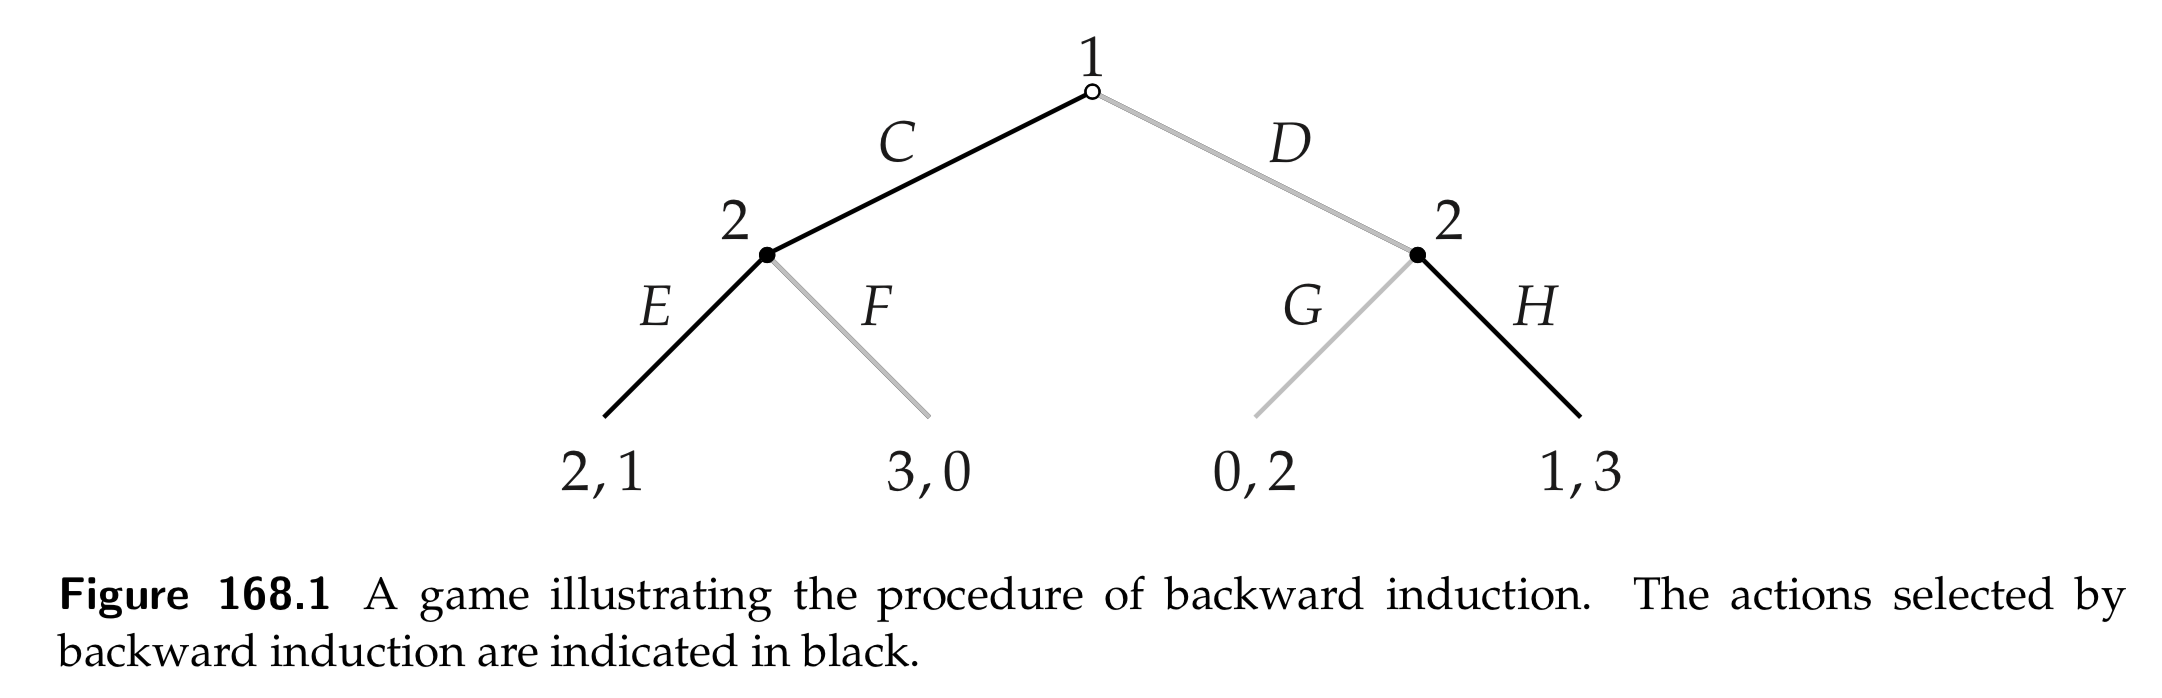 1
C D
2 2
E F G H
2, 1 3, 0 0, 2 1, 3
Figure 168.1 A game illustrating the procedure of backward induction. The actions selected by
backward induction are indicated in black.